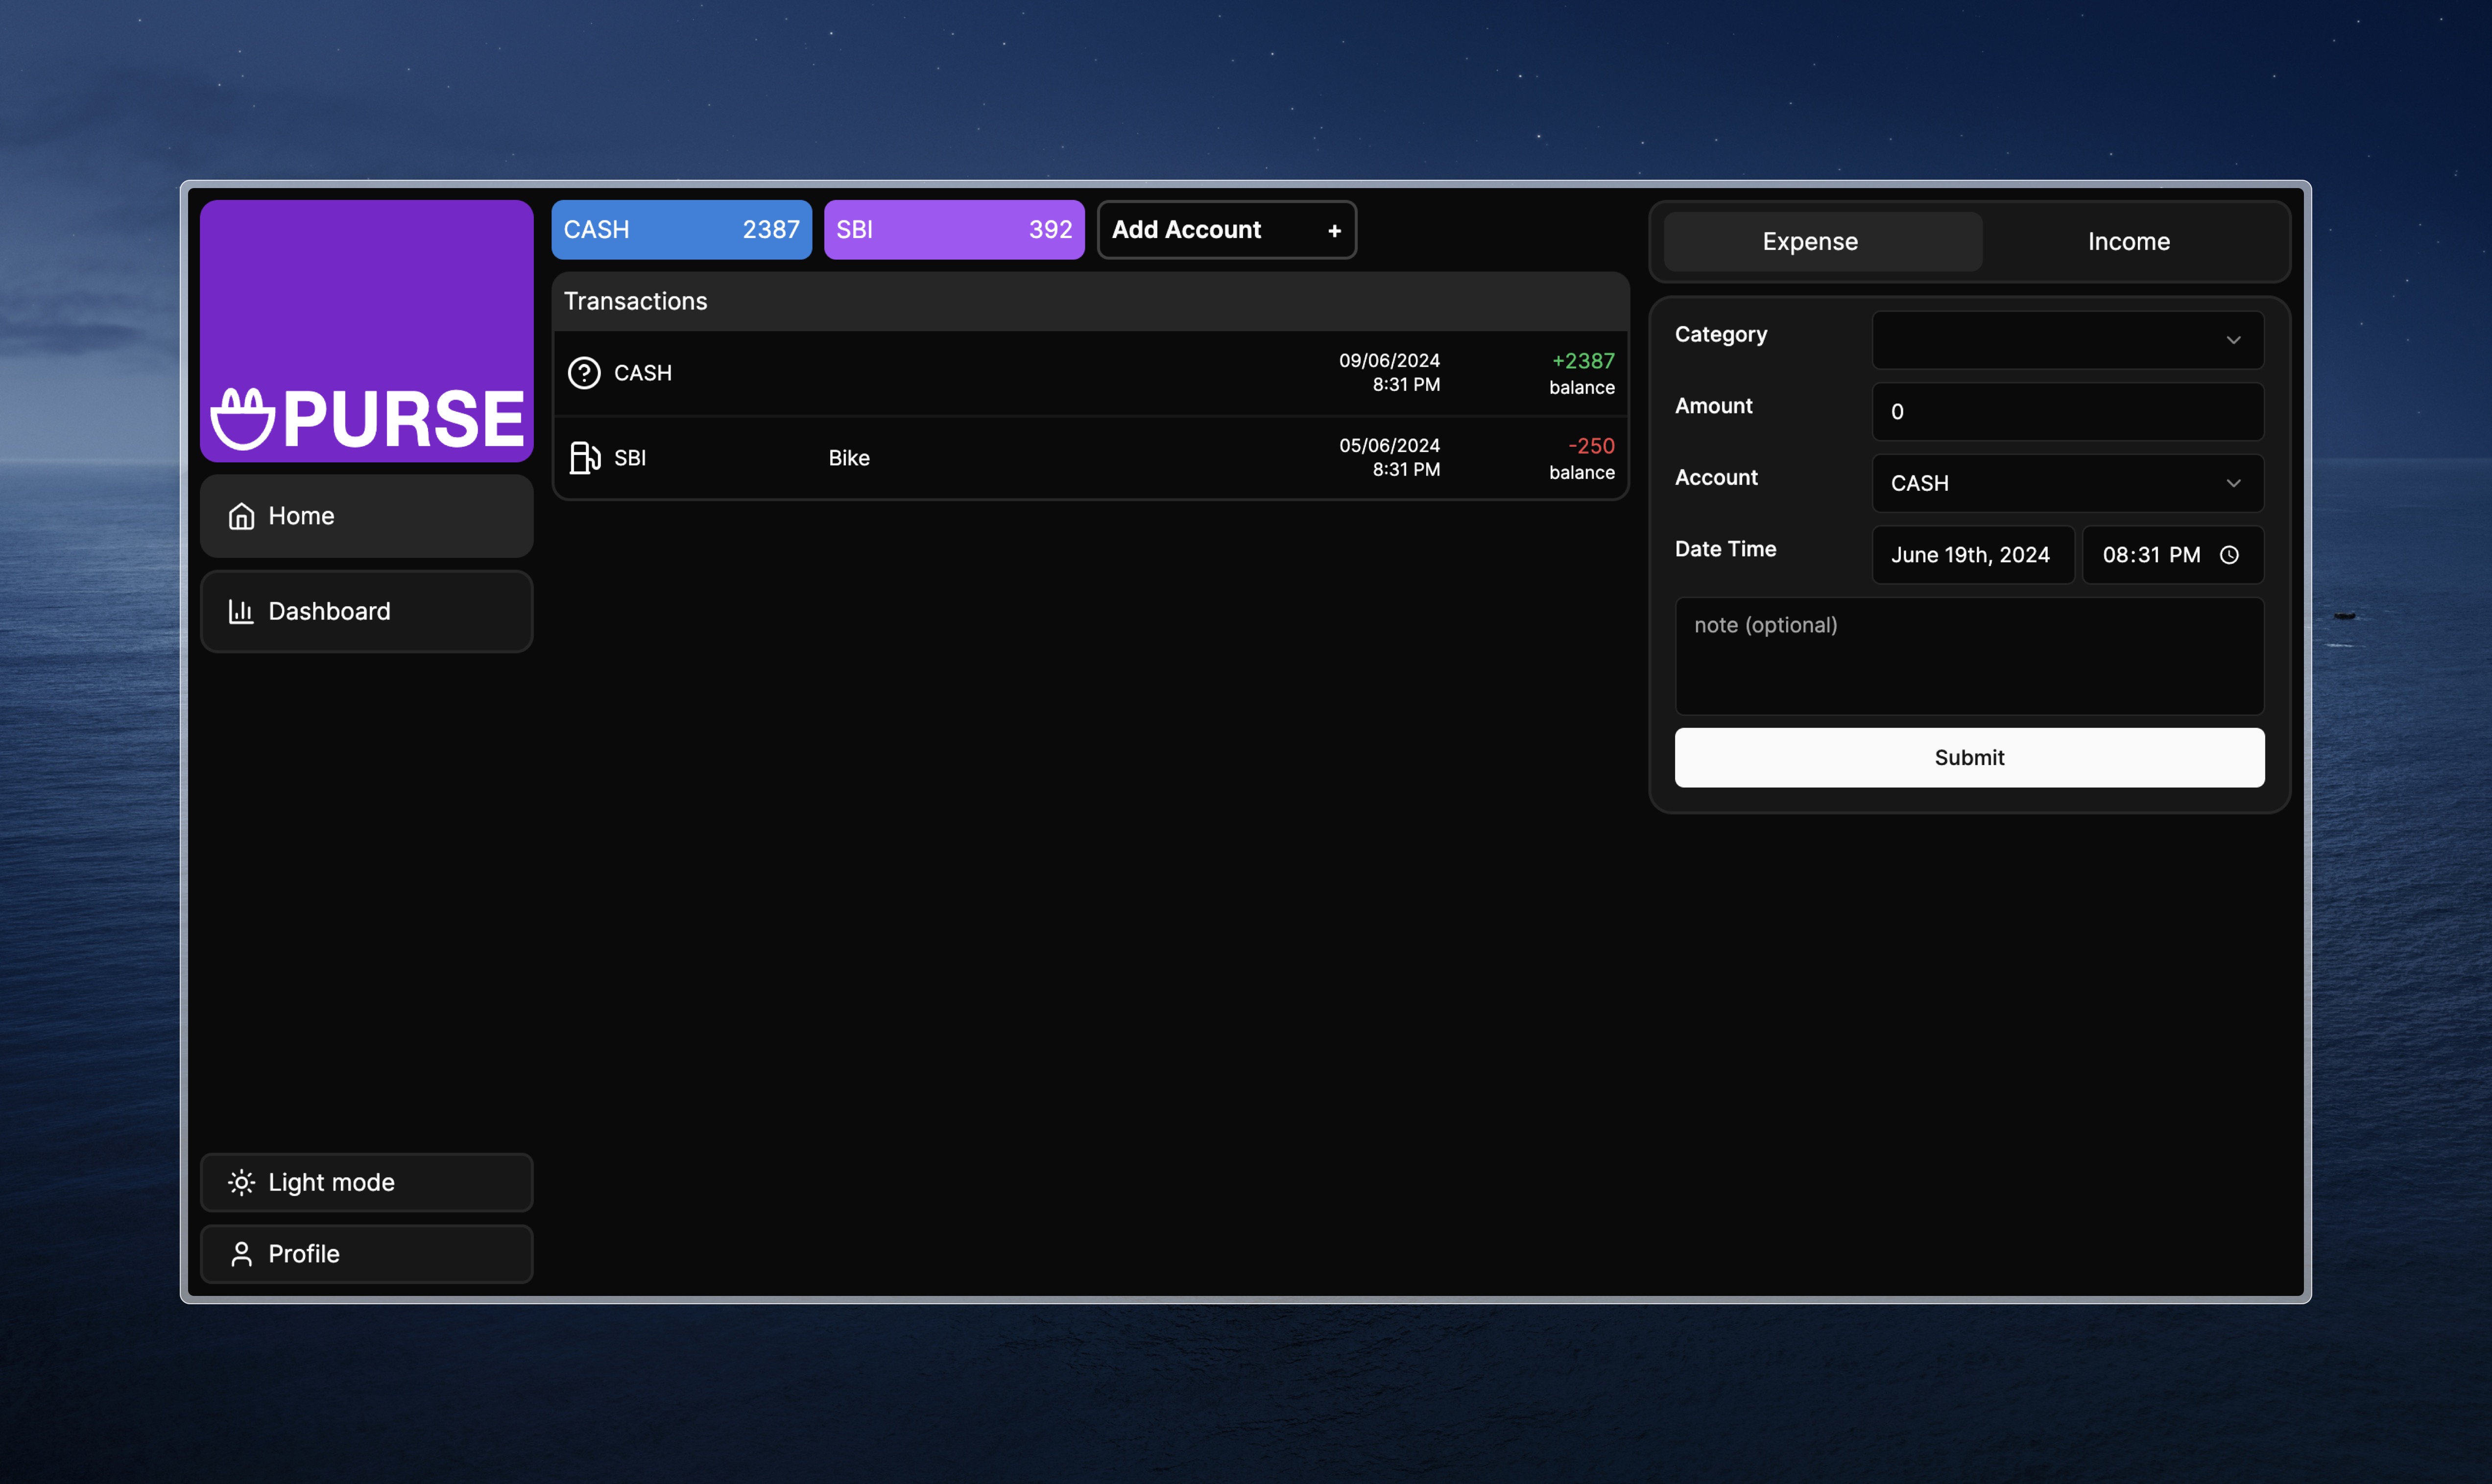 PURSE
Home
Dashboard
Light mode
Profile
CASH 2387
SBI 392
Add Account +
Transactions
CASH 09/06/2024 +2387
8:31 PM balance
SBI Bike 05/06/2024 -250
8:31 PM balance
Expense Income
Category
Amount 0
Account CASH
Date Time June 19th, 2024 08:31 PM
note (optional)
Submit